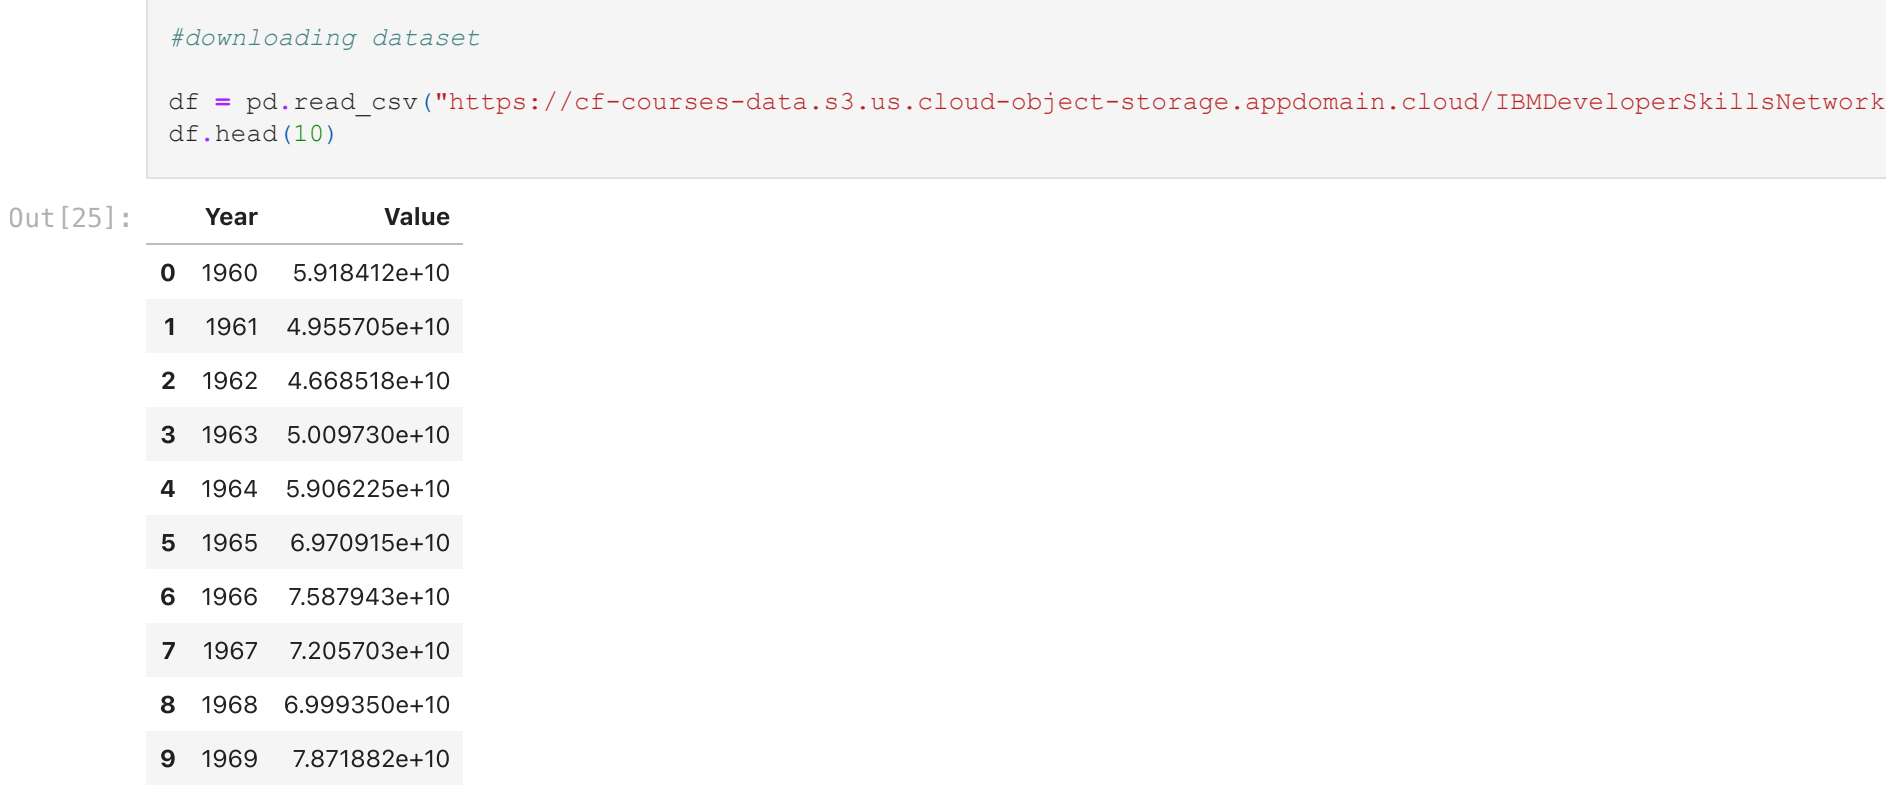 #downloading dataset
df = pd.read_csv("https://cf-courses-data.s3.us.cloud-object-storage.appdomain.cloud/IBMDeveloperSkillsNetwork
df.head(10)
Out[25]:
Year Value
0 1960 5.918412e+10
1 1961 4.955705e+10
2 1962 4.668518e+10
3 1963 5.009730e+10
4 1964 5.906225e+10
5 1965 6.970915e+10
6 1966 7.587943e+10
7 1967 7.205703e+10
8 1968 6.999350e+10
9 1969 7.871882e+10